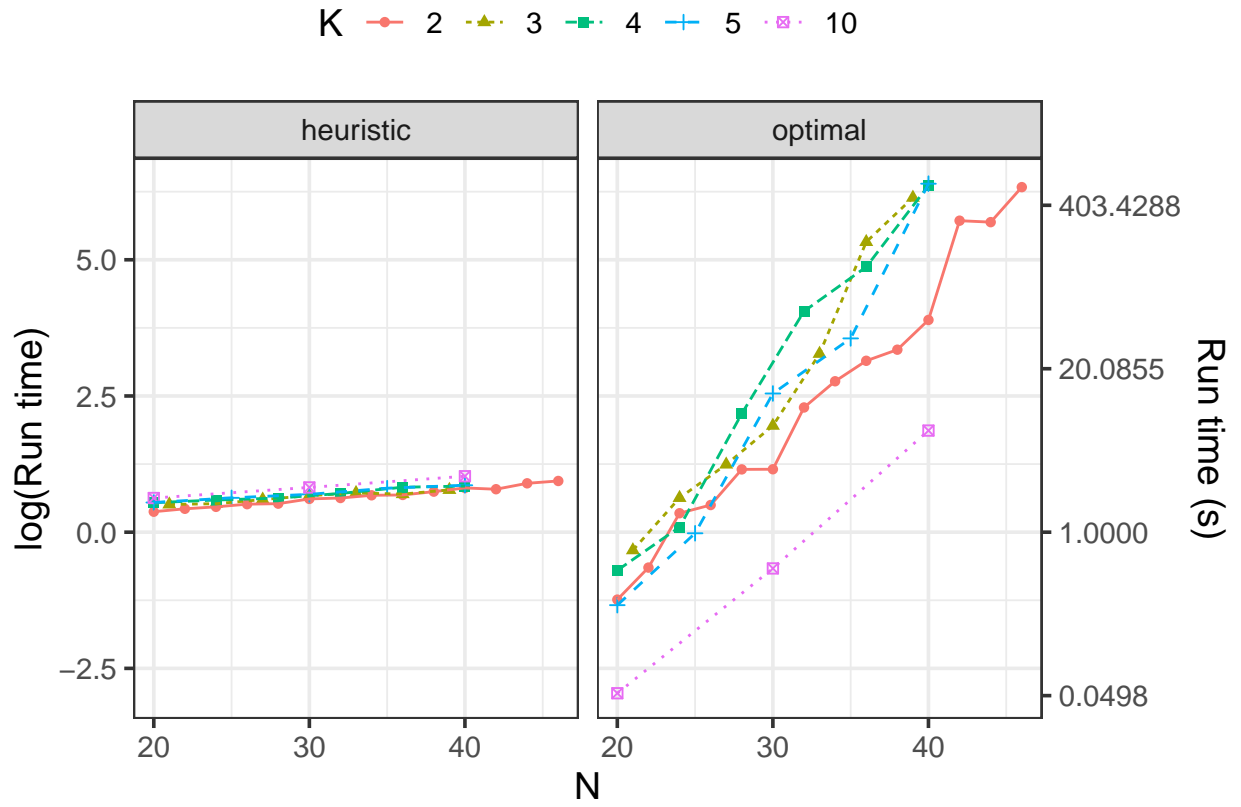 K 2 3 4 5 10
heuristic optimal
log(Run time)
5.0
2.5
0.0
−2.5
403.4288
20.0855
1.0000
0.0498
Run time (s)
20 30 40 20 30 40
N